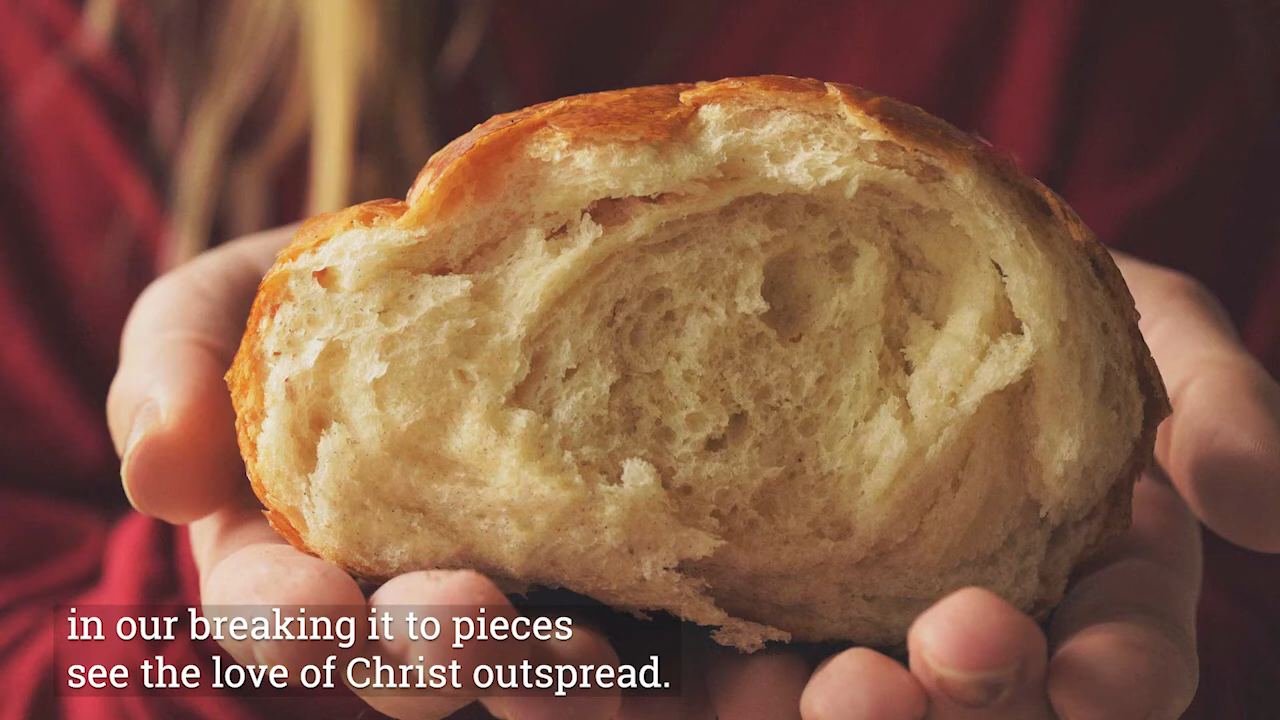 in our breaking it to pieces
see the love of Christ outspread.